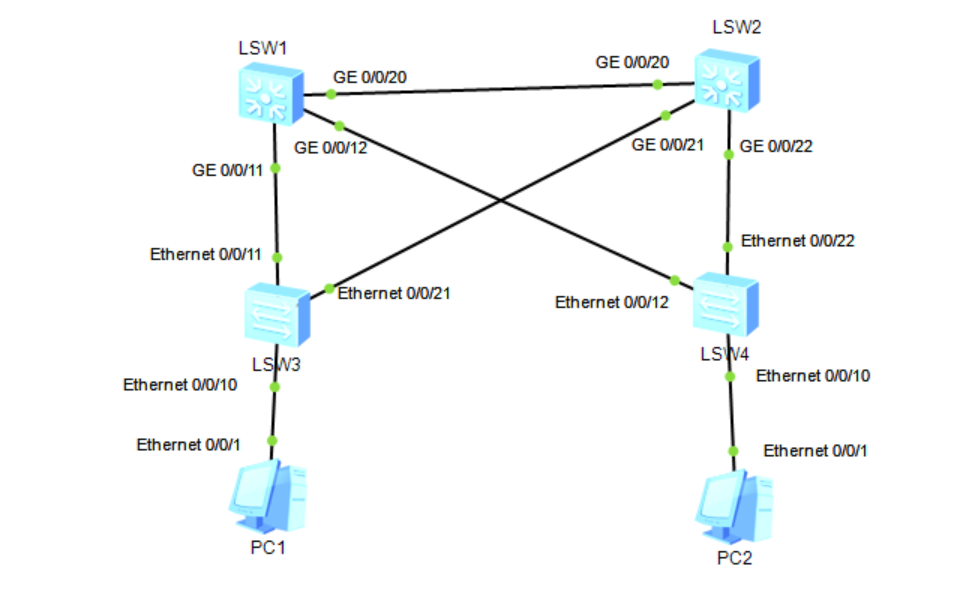 LSW1
LSW2
GE 0/0/20
GE 0/0/20
GE 0/0/12
GE 0/0/21
GE 0/0/22
GE 0/0/11
Ethernet 0/0/11
Ethernet 0/0/22
Ethernet 0/0/21
Ethernet 0/0/12
LSW3
LSW4
Ethernet 0/0/10
Ethernet 0/0/10
Ethernet 0/0/1
Ethernet 0/0/1
PC1
PC2